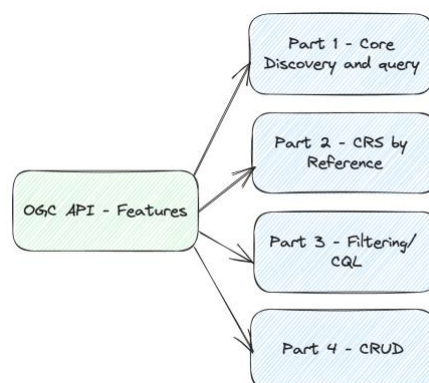 Part 1 - Core
Discovery and query
Part 2 - CRS by
Reference
OGC API - Features
Part 3 - Filtering/
CQL
Part 4 - CRUD